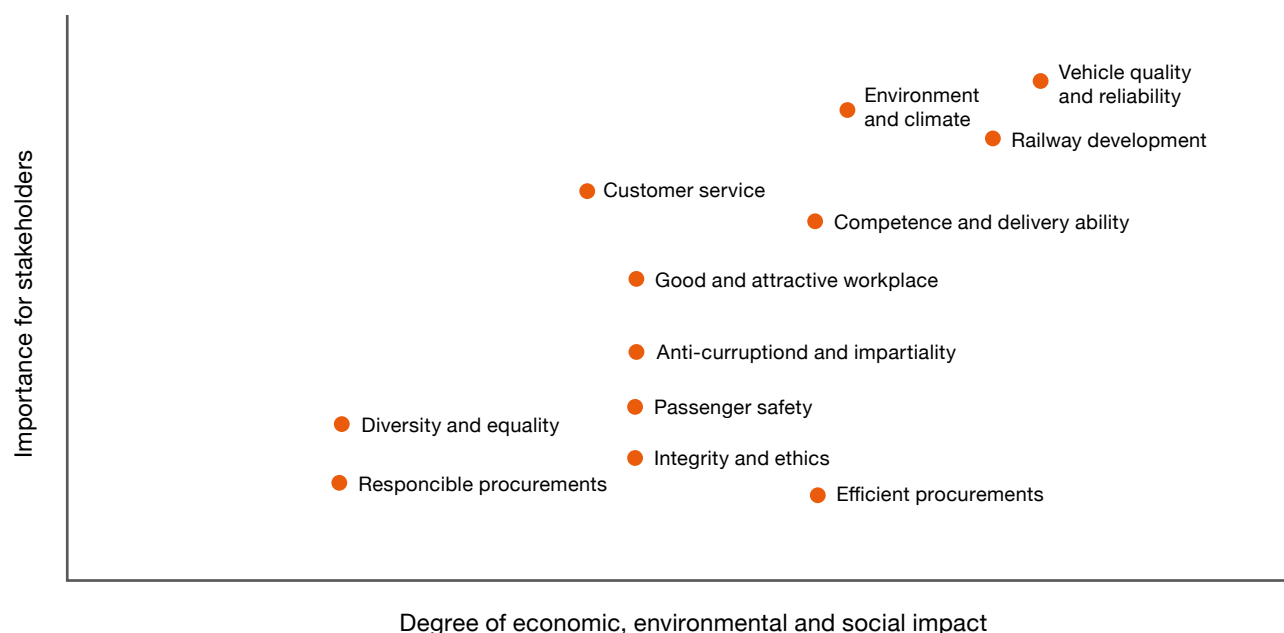 Importance for stakeholders
Vehicle quality
and reliability
Environment
and climate
Railway development
Customer service
Competence and delivery ability
Good and attractive workplace
Anti-curruptiond and impartiality
Passenger safety
Diversity and equality
Integrity and ethics
Responcible procurements
Efficient procurements
Degree of economic, environmental and social impact